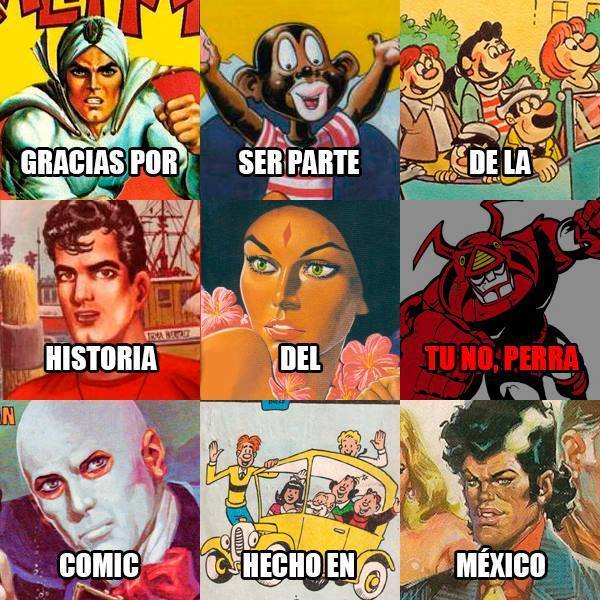 GRACIAS POR
SER PARTE
DE LA
HISTORIA
DEL
TU NO, PERRA
N
COMIC
HECHO EN
MÉXICO